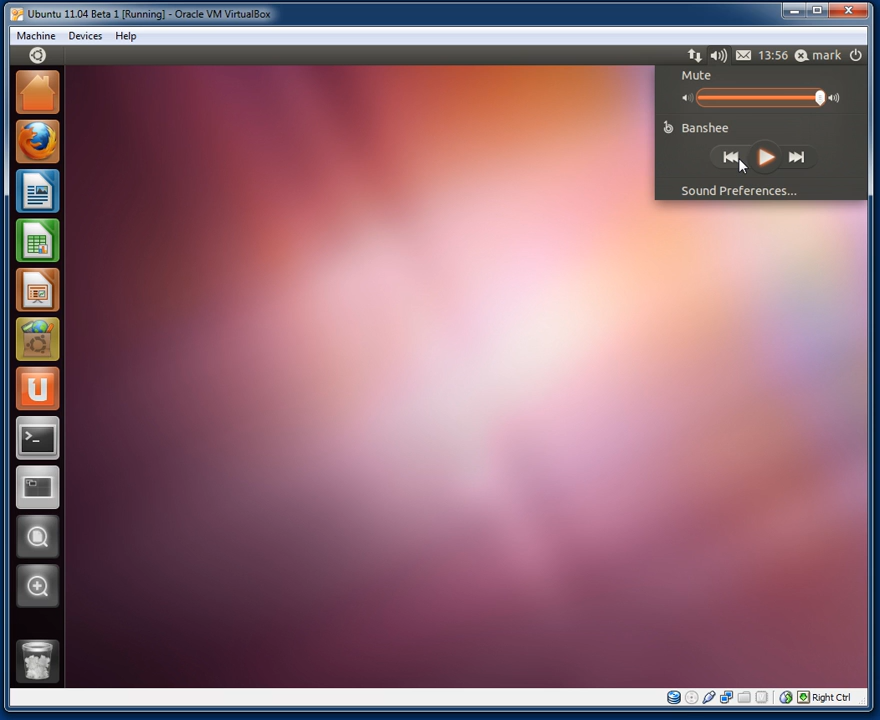 Ubuntu 11.04 Beta 1 [Running] - Oracle VM VirtualBox
Machine Devices Help
13:56 mark
Mute
Banshee
Sound Preferences...
U
>_
Right Ctrl